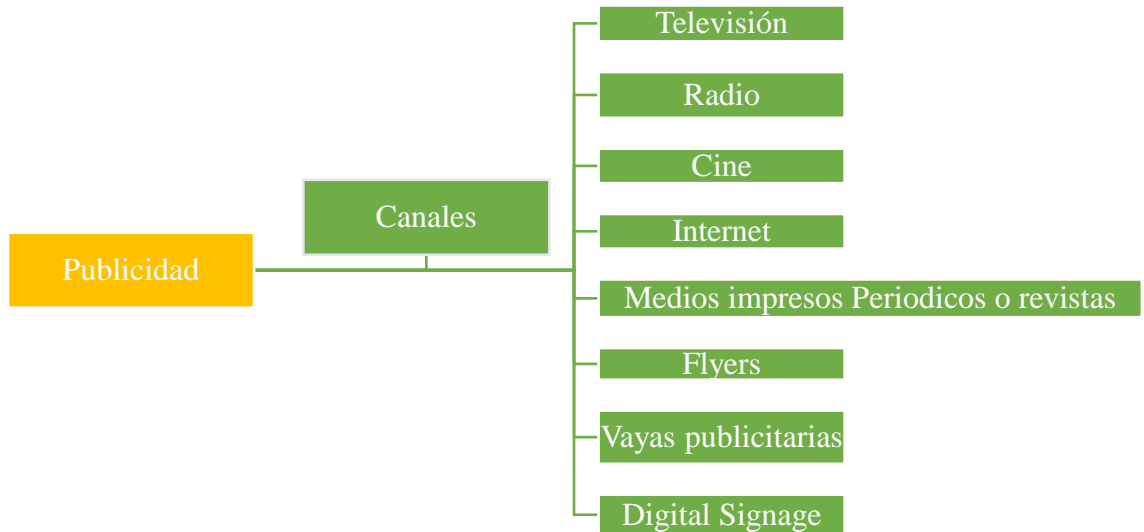 Publicidad
Canales
Televisión
Radio
Cine
Internet
Medios impresos Periodicos o revistas
Flyers
Vayas publicitarias
Digital Signage